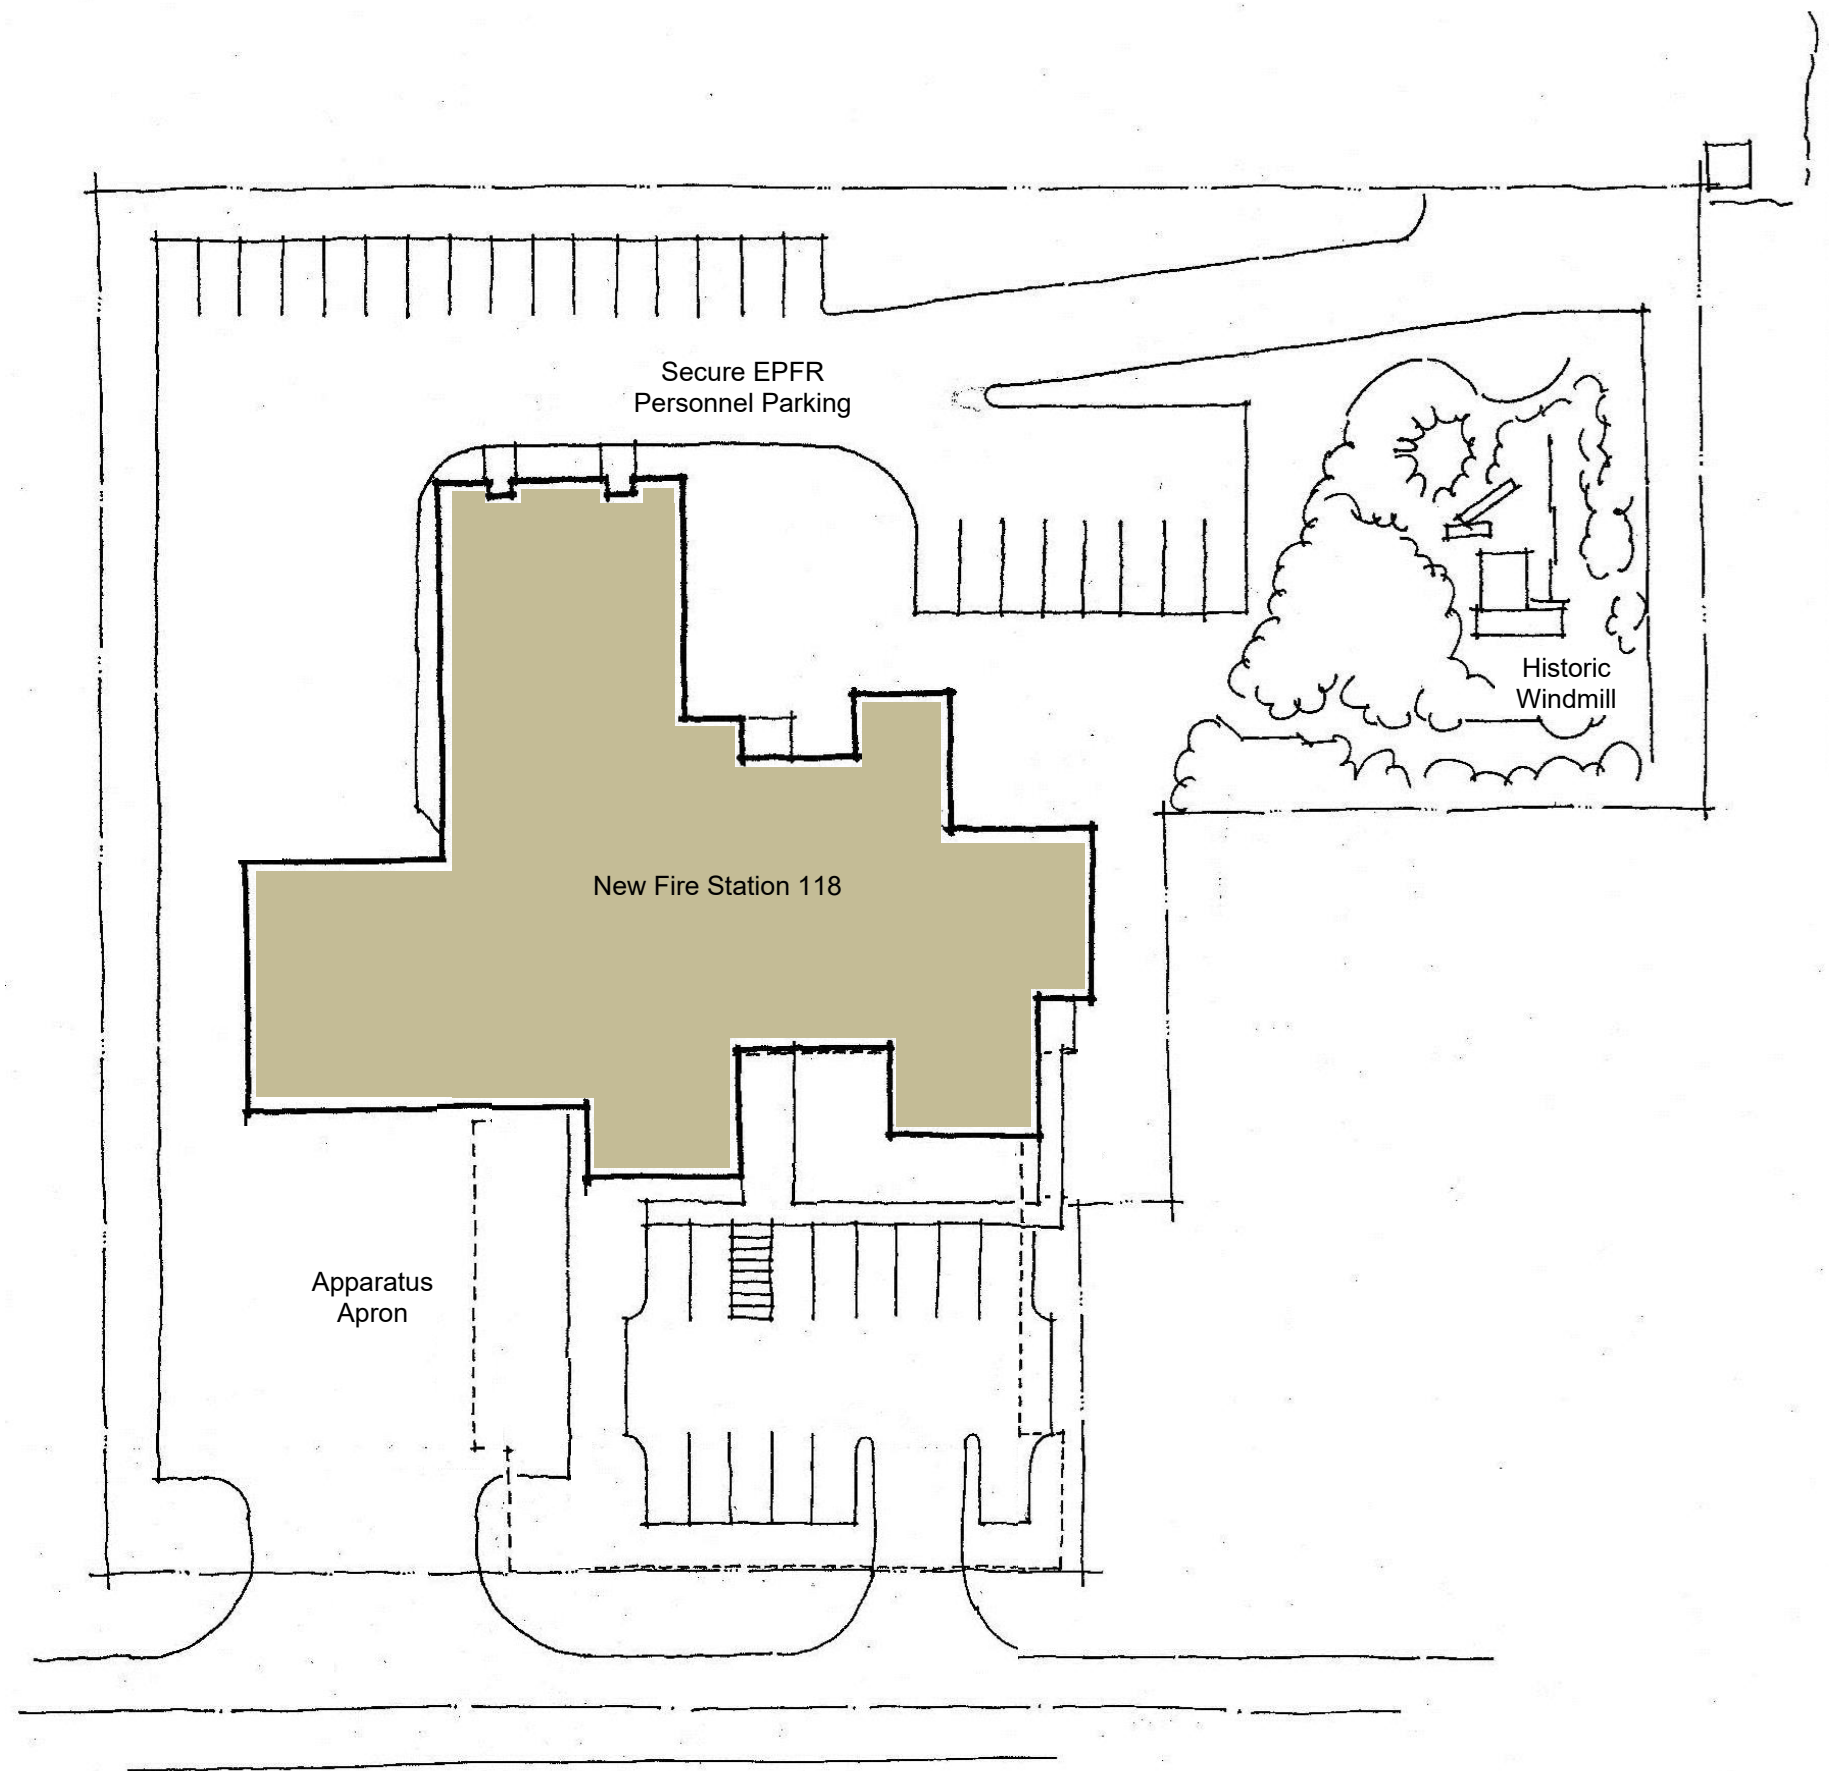 Secure EPFR
Personnel Parking
Historic
Windmill
New Fire Station 118
Apparatus
Apron